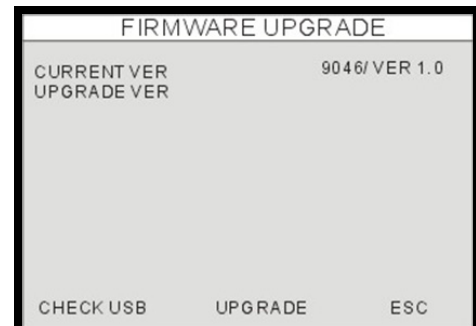 FIRMWARE UPGRADE
CURRENT VER 9046/ VER 1.0
UPGRADE VER
CHECK USB UPGRADE ESC